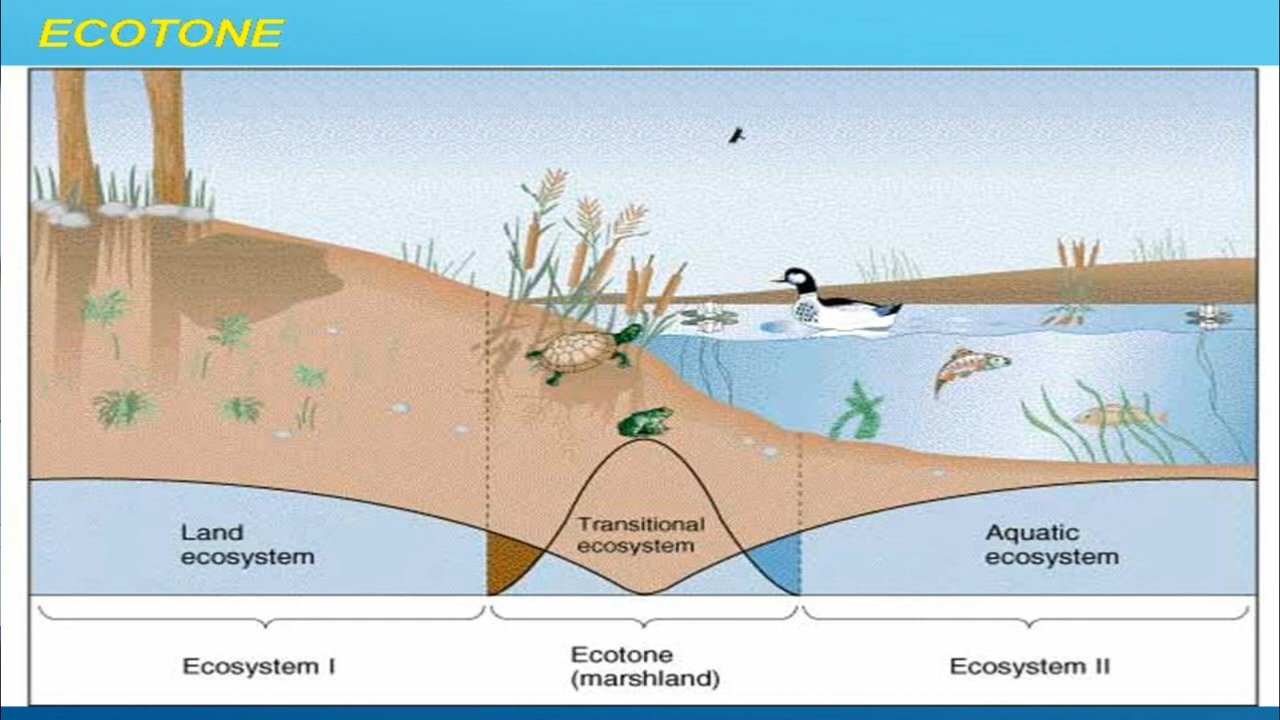 ECOTONE
Land
ecosystem
Transitional
ecosystem
Aquatic
ecosystem
Ecosystem I
Ecotone
(marshland)
Ecosystem II